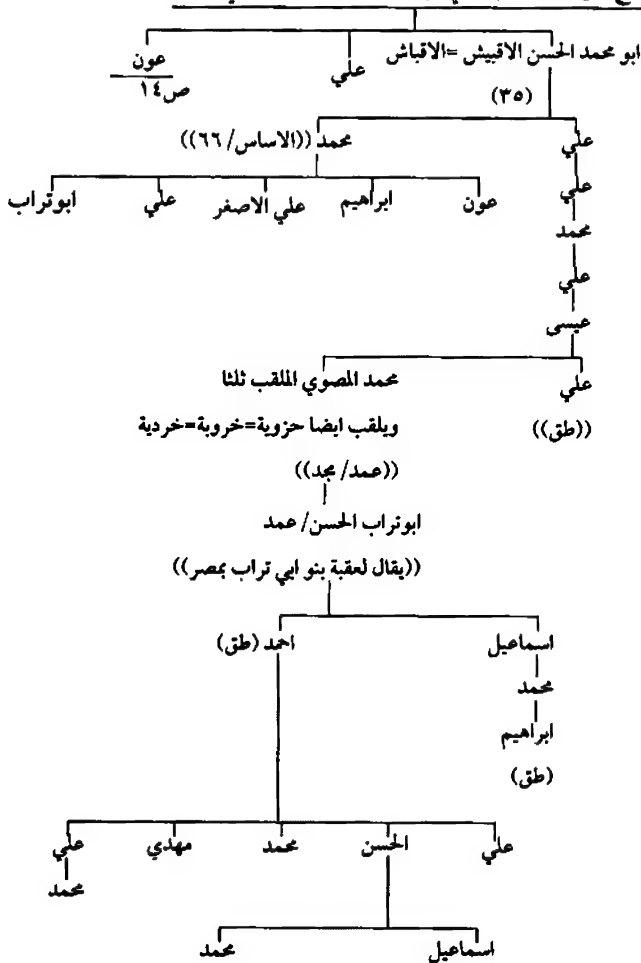 ابو محمد الحسن الاقبيش =الاقباش علي عون
ص١٤
(٣٥)
علي محمد ((الاساس/٦٦))
علي
عون ابراهيم علي الاصغر علي ابوتراب
محمد
علي
عيسى
علي محمد المصوي الملقب ثلثا
((طق)) ويلقب ايضا حزوية=خروبة=خردية
((عمد/مجد))
ابوتراب الحسن/عمد
((يقال لعقبة بنو ابي تراب بمصر))
اسماعيل احمد (طق)
محمد
ابراهيم
(طق)
علي الحسن محمد مهدي علي
محمد
اسماعيل محمد